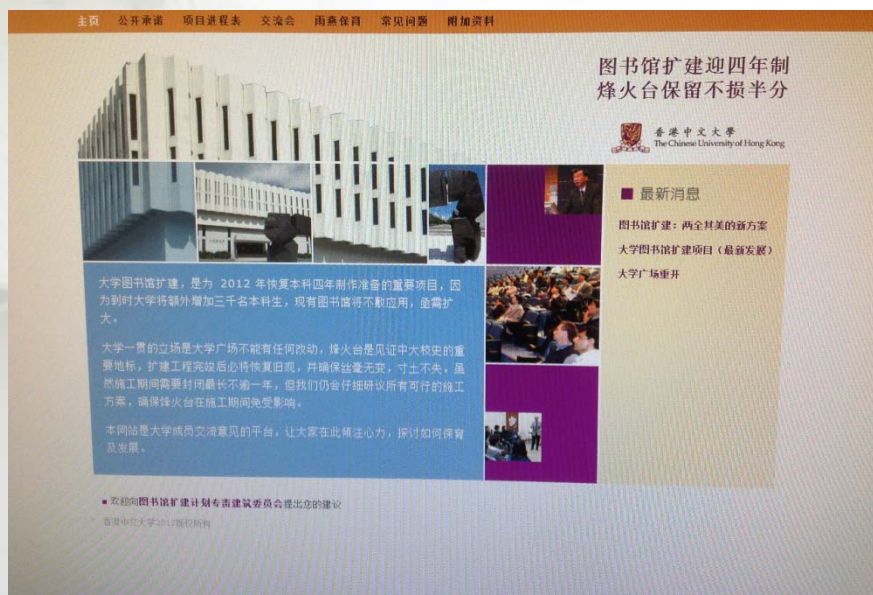 主页 公开承诺 项目进程表 交流会 雨燕保育 常见问题 附加资料
图书馆扩建迎四年制
烽火台保留不损半分
香港中文大學
The Chinese University of Hong Kong
最新消息
图书馆扩建：两全其美的新方案
大学图书馆扩建项目（最新发展）
大学广场重开
大学图书馆扩建，是为 2012 年恢复本科四年制作准备的重要项目，因
为到时大学将额外增加三千名本科生，现有图书馆将不敷应用，亟需扩
大。
大学一贯的立场是大学广场不能有任何改动，烽火台是见证中大校史的重
要地标，扩建工程完竣后必将恢复旧观，并确保丝毫无变，寸土不失，虽
然施工期间需要封闭最长不逾一年，但我们仍会仔细研议所有可行的施工
方案，确保烽火台在施工期间免受影响。
本网站是大学成员交流意见的平台，让大家在此倾注心力，探讨如何保育
及发展。
欢迎向图书馆扩建计划专责建筑委员会提出您的建议
香港中文大学2012版权所有